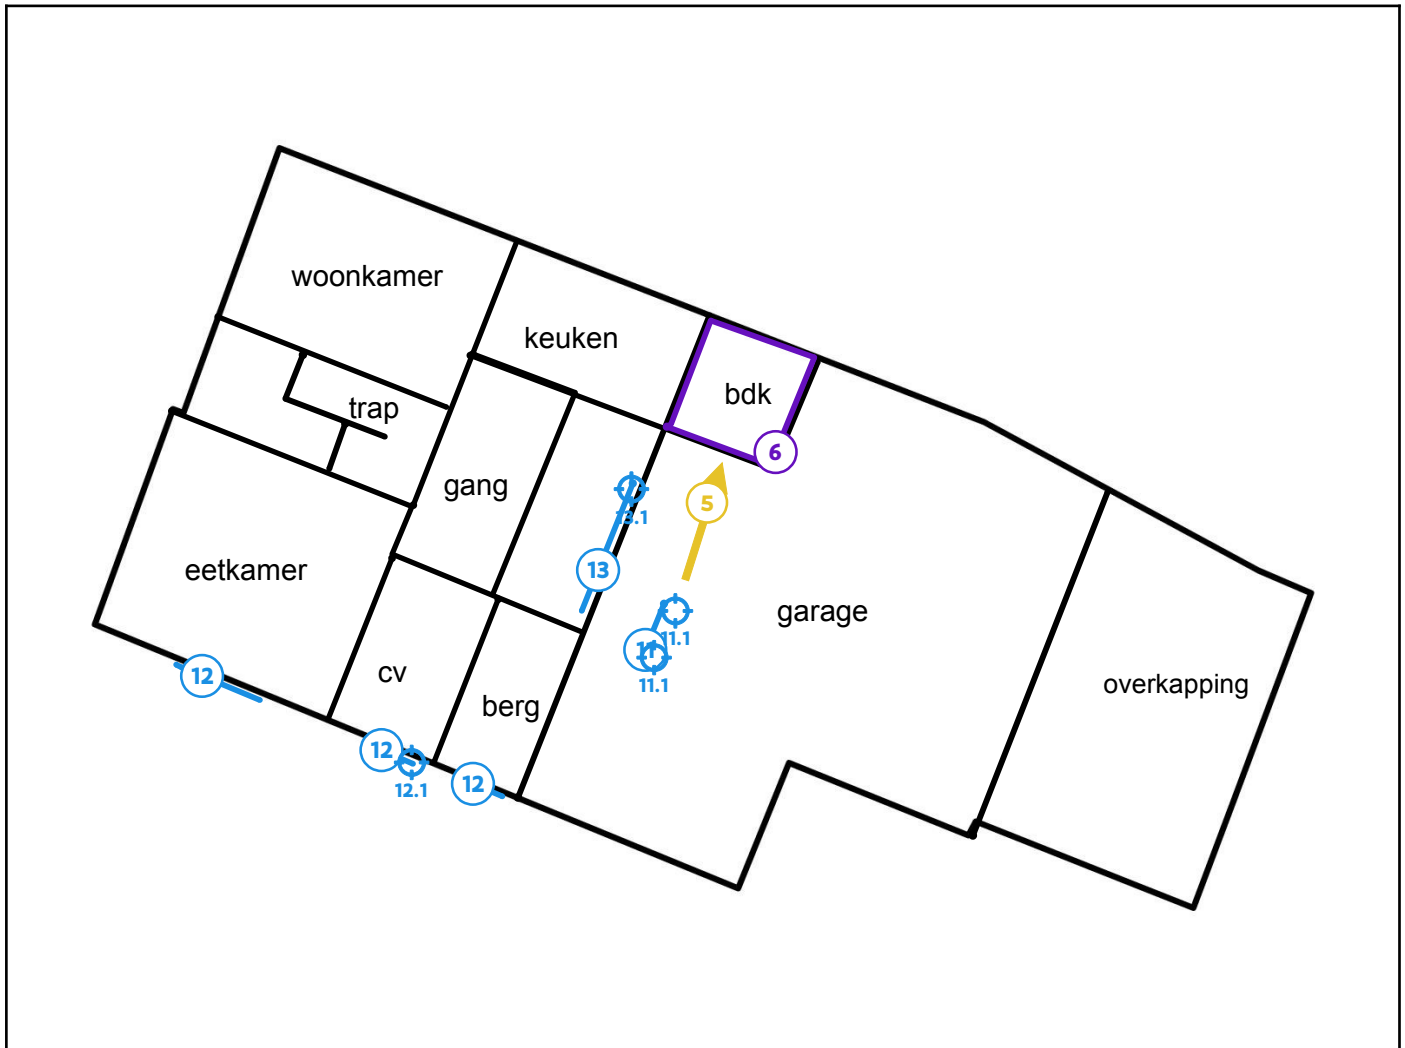 woonkamer
keuken
bdk
trap
6
gang
5
13.1
13
eetkamer
garage
11.1
11
11.1
cv
12
overkapping
berg
12
12.1
12